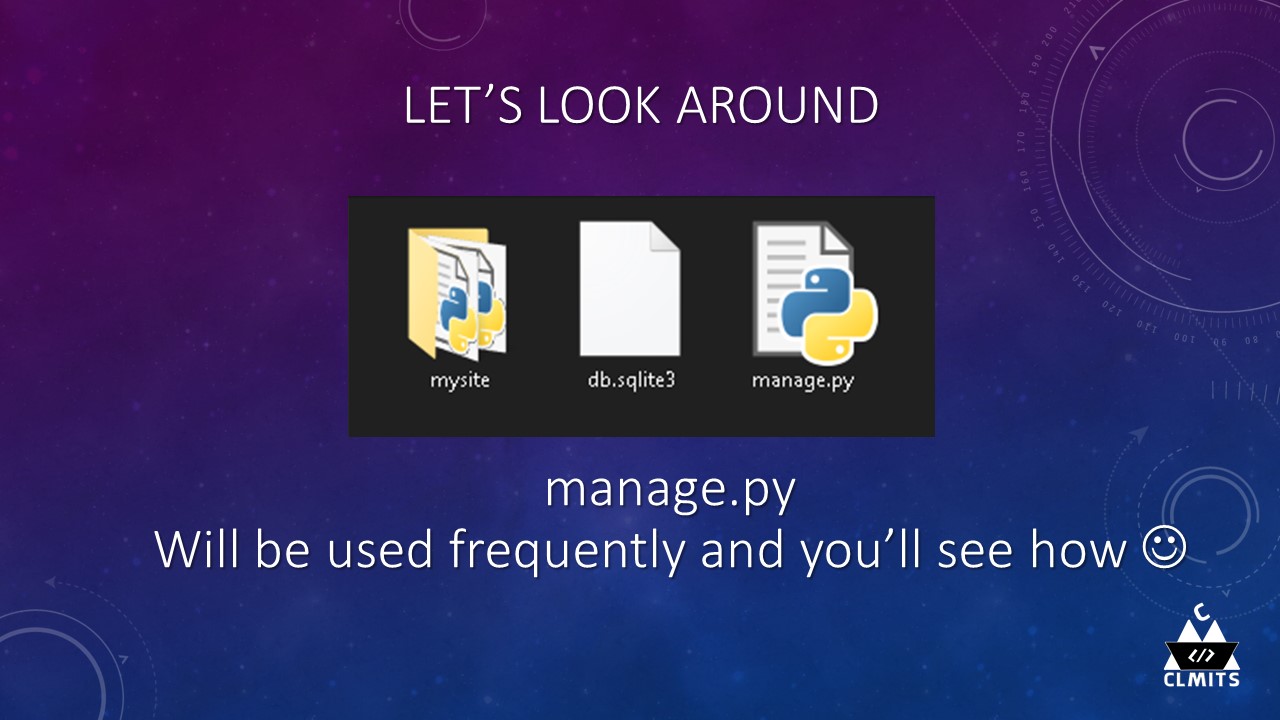 LET’S LOOK AROUND
mysite
db.sqlite3
manage.py
manage.py
Will be used frequently and you’ll see how ☺
C
</>
CLMITS